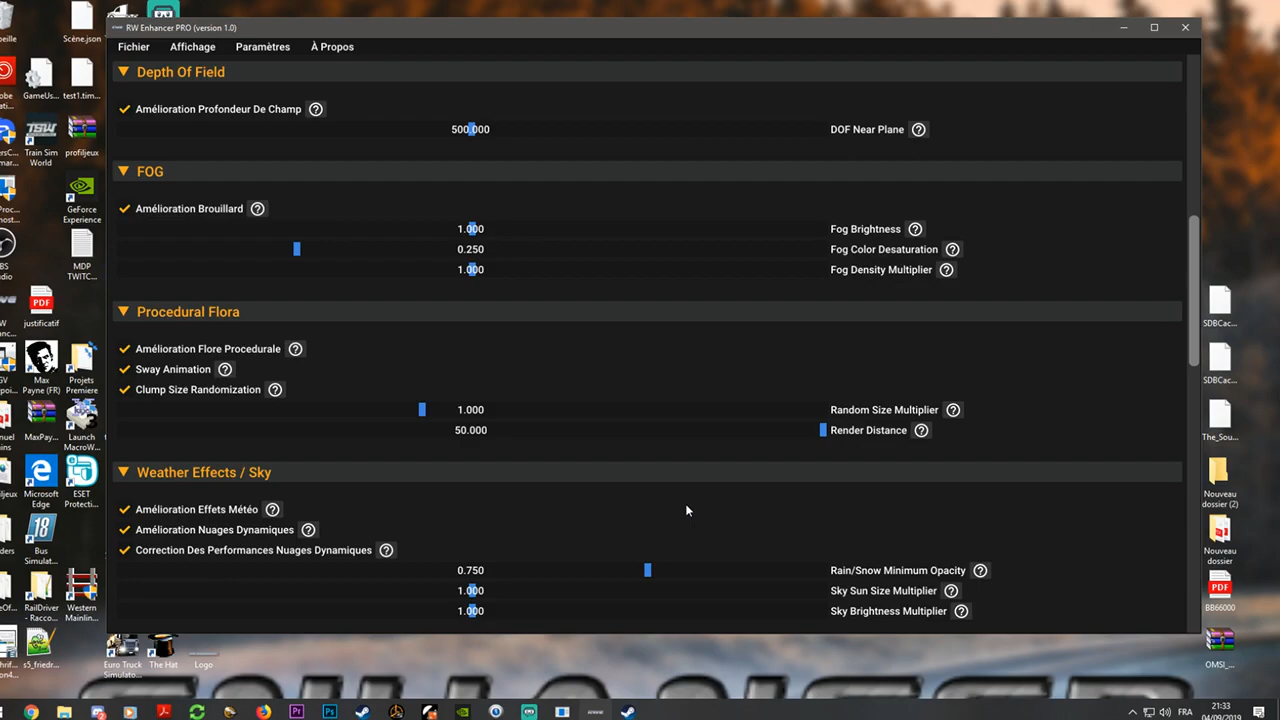 RW Enhancer PRO (version 1.0)
Fichier Affichage Paramètres À Propos
Depth Of Field
Amélioration Profondeur De Champ
500.000 DOF Near Plane
FOG
Amélioration Brouillard
1.000 Fog Brightness
0.250 Fog Color Desaturation
1.000 Fog Density Multiplier
Procedural Flora
Amélioration Flore Procedurale
Sway Animation
Clump Size Randomization
1.000 Random Size Multiplier
50.000 Render Distance
Weather Effects / Sky
Amélioration Effets Météo
Amélioration Nuages Dynamiques
Correction Des Performances Nuages Dynamiques
0.750 Rain/Snow Minimum Opacity
1.000 Sky Sun Size Multiplier
1.000 Sky Brightness Multiplier
Scène.json
GameUs...
test1.tim...
TSW
Train Sim
World
profiljeux
GeForce
Experience
MDP
TWITC...
PDF
justificatif
Max
Payne (FR)
Projets
Premiere
MaxPay...
Launch
MacroW...
Microsoft
Edge
ESET
Protecti...
18
Bus
Simulat...
RailDriver
- Racco...
Western
Mainlin...
s5_friedr...
Euro Truck
Simulato...
The Hat
Logo
SDBCac...
SDBCac...
The_Sou...
Nouveau
dossier (2)
Nouveau
dossier
PDF
BB66000
OMSI_...
FRA
21:33
04/09/2019